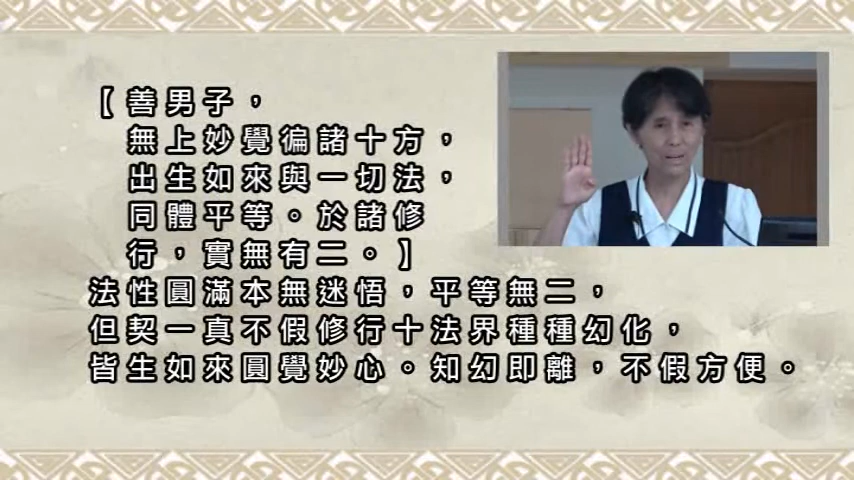 〖善男子，
無上妙覺徧諸十方，
出生如來與一切法，
同體平等。於諸修
行，實無有二。〗
法性圓滿本無迷悟，平等無二，
但契一真不假修行十法界種種幻化，
皆生如來圓覺妙心。知幻即離，不假方便。